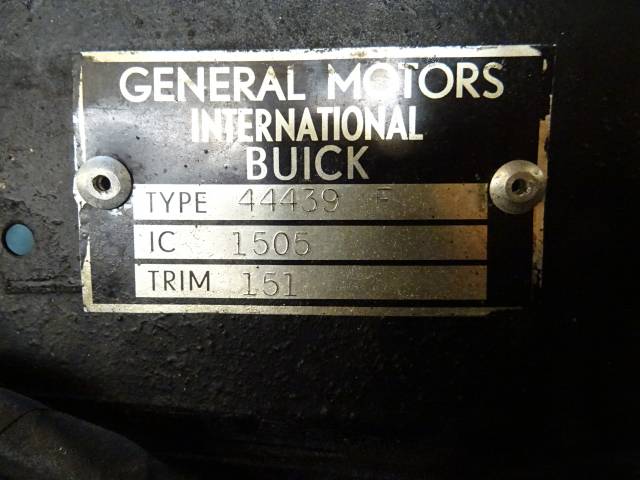 GENERAL MOTORS
INTERNATIONAL
BUICK
TYPE 44439 F
IC 1505
TRIM 151